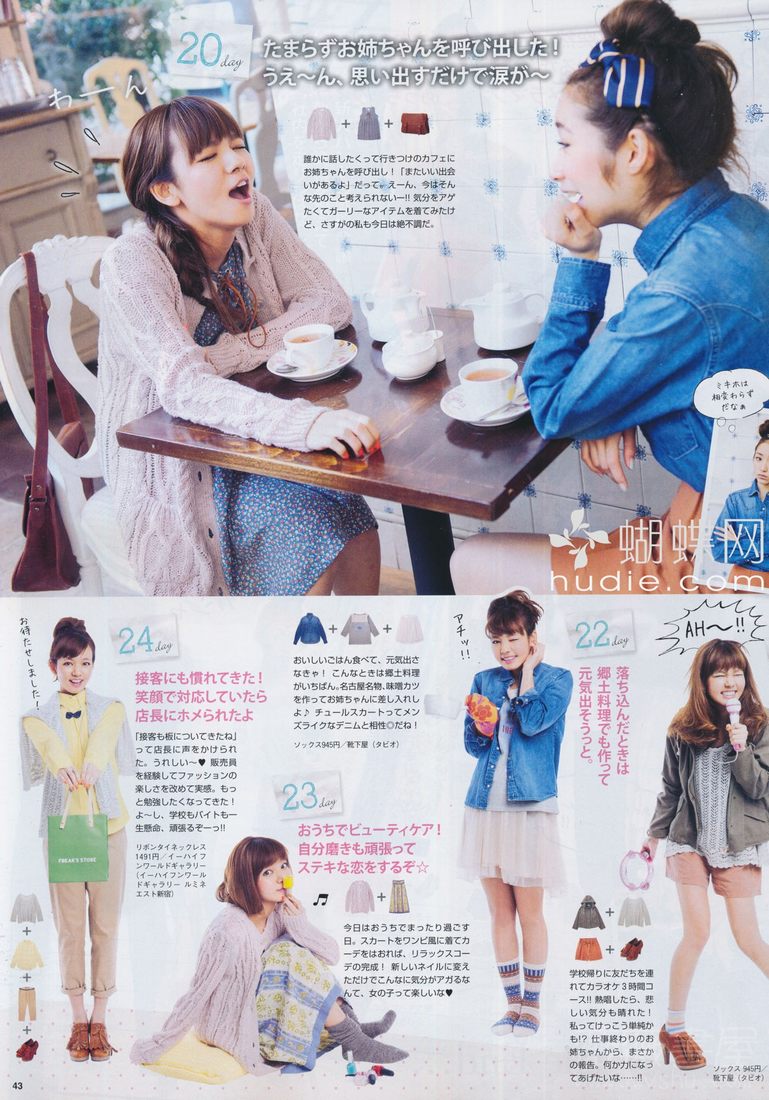 20day
たまらずお姉ちゃんを呼び出した!
うえ〜ん、思い出すだけで涙が〜
わーん
誰かに話したくって行きつけのカフェに
お姉ちゃんを呼び出し!「またいい出会
いがあるよ」だって。えーん、今はそん
な先のこと考えられないー!! 気分をアゲ
たくてガーリーなアイテムを着てみたけ
ど、さすがの私も今日は絶不調だ。
ミキホは
相変わらず
だなぁ
蝴蝶网
hudie.com
お待たせしました!
24day
接客にも慣れてきた!
笑顔で対応していたら
店長にホメられたよ
「接客も板についてきたね」
って店長に声をかけられ
た。うれしい〜♥ 販売員
を経験してファッションの
楽しさを改めて実感。もっ
と勉強したくなってきた!
よ〜し、学校もバイトも一
生懸命、頑張るぞーっ!!
リボンタイネックレス
1491円/イーハイフ
ンワールドギャラリー
(イーハイフンワール
ドギャラリー ルミネ
エスト新宿)
FREAK'S STORE
おいしいごはん食べて、元気出さ
なきゃ! こんなときは郷土料理
がいちばん。名古屋名物、味噌カツ
を作ってお姉ちゃんに差し入れし
よ♪ チュールスカートってメン
ズライクなデニムと相性◎だね!
ソックス945円/靴下屋(タビオ)
アチッ!!
23day
おうちでビューティケア!
自分磨きも頑張って
ステキな恋をするぞ☆
今日はおうちでまったり過ごす
日。スカートをワンピ風に着てカ
ーデをはおれば、リラックスコー
デの完成! 新しいネイルに変え
ただけでこんなに気分がアガるな
んて、女の子って楽しいな♥
22day
落ち込んだときは
郷土料理でも作って
元気出そうっと。
AH〜!!
学校帰りに友だちを連
れてカラオケ3時間コ
ース!! 熱唱したら、悲
しい気分も晴れた!
私ってけっこう単純か
も!? 仕事終わりのお
姉ちゃんから、まさか
の報告。何か力になっ
てあげたいな……!!
ソックス 945円/
靴下屋(タビオ)
43